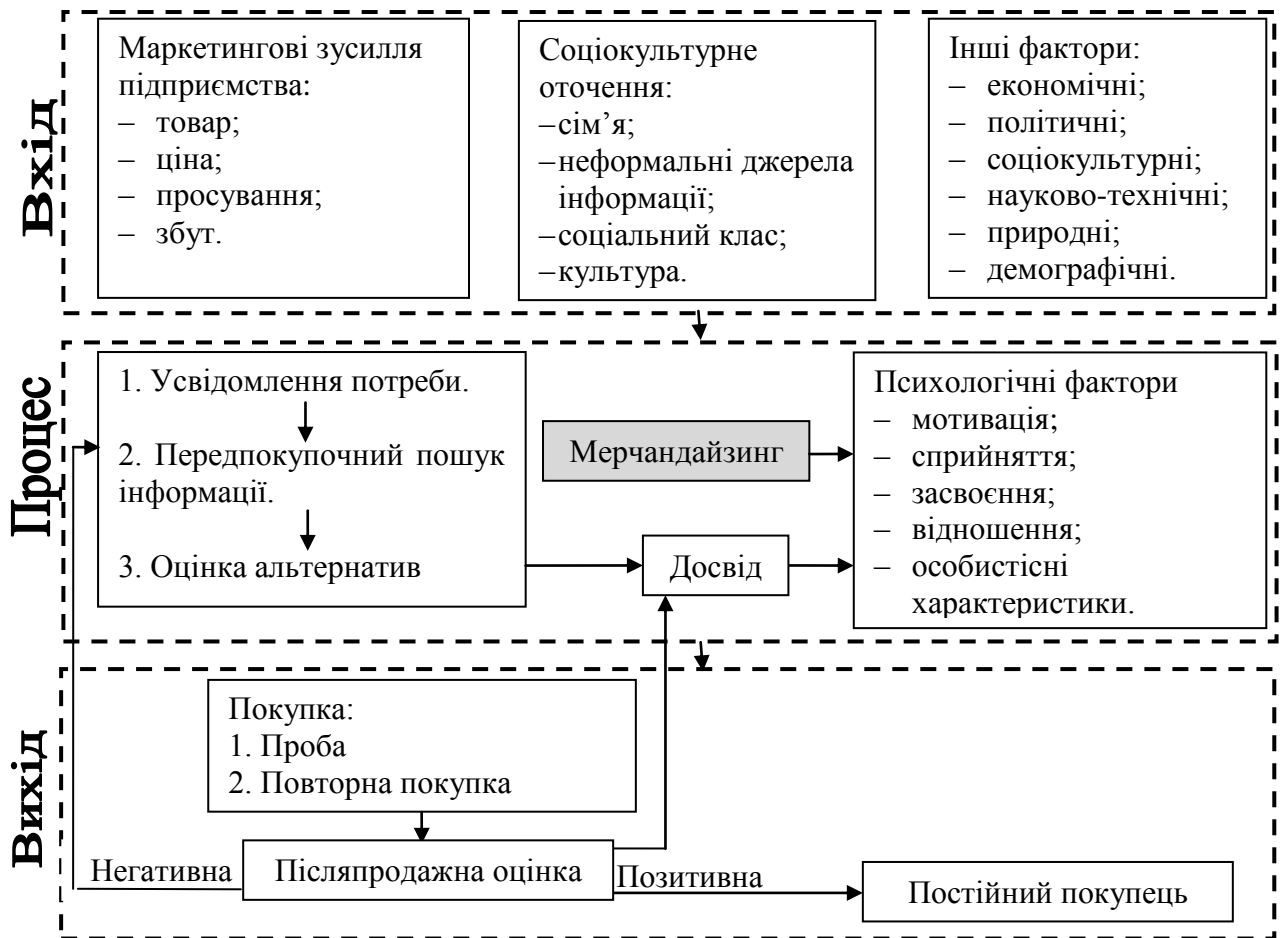 Вхід
Маркетингові зусилля
підприємства:
– товар;
– ціна;
– просування;
– збут.
Соціокультурне
оточення:
–сім’я;
–неформальні джерела
інформації;
–соціальний клас;
–культура.
Інші фактори:
– економічні;
– політичні;
– соціокультурні;
– науково-технічні;
– природні;
– демографічні.
Процес
1. Усвідомлення потреби.
2. Передпокупочний пошук
інформації.
3. Оцінка альтернатив
Мерчандайзинг
Досвід
Психологічні фактори
– мотивація;
– сприйняття;
– засвоєння;
– відношення;
– особистісні
характеристики.
Вихід
Покупка:
1. Проба
2. Повторна покупка
Негативна
Післяпродажна оцінка
Позитивна
Постійний покупець